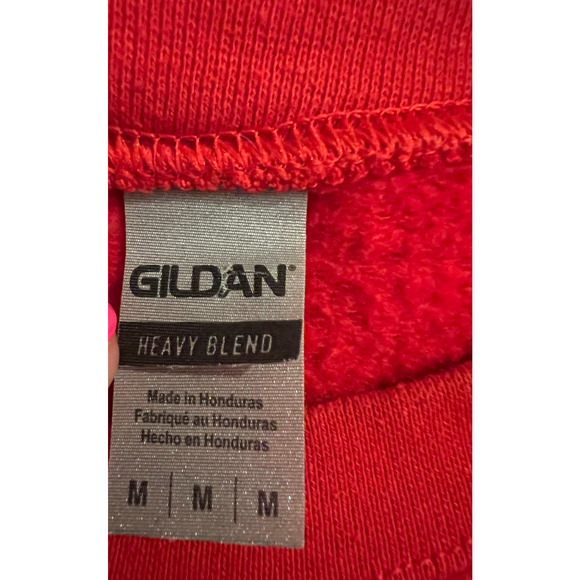 GILDAN®
HEAVY BLEND
Made in Honduras
Fabriqué au Honduras
Hecho en Honduras
M | M | M